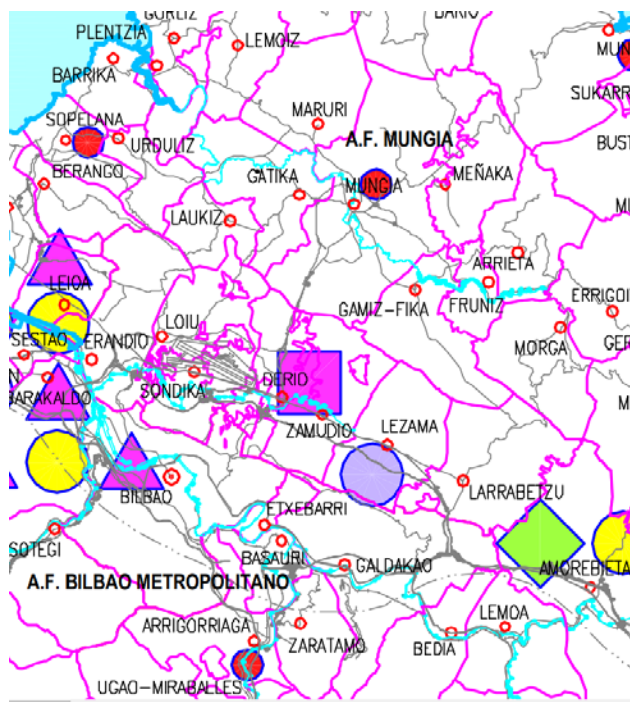 GORLIZ
PLENTZIA
LEMOIZ
BARRIKA
MUN
SUKARR
MARURI
SOPELANA
A.F. MUNGIA
URDULIZ
BUST
BERANGO
GATIKA
MUNGIA
MEÑAKA
LAUKIZ
ARRIETA
LEIOA
GAMIZ-FIKA
FRUNIZ
ERRIGOI
LOIU
SESTAO
ERANDIO
MORGA
GER
SONDIKA
DERIO
BARAKALDO
ZAMUDIO
LEZAMA
BILBAO
LARRABETZU
ETXEBARRI
SOTEGI
BASAURI
GALDAKAO
AMOREBIETA
A.F. BILBAO METROPOLITANO
ARRIGORRIAGA
ZARATAMO
BEDIA
LEMOA
UGAO-MIRABALLES